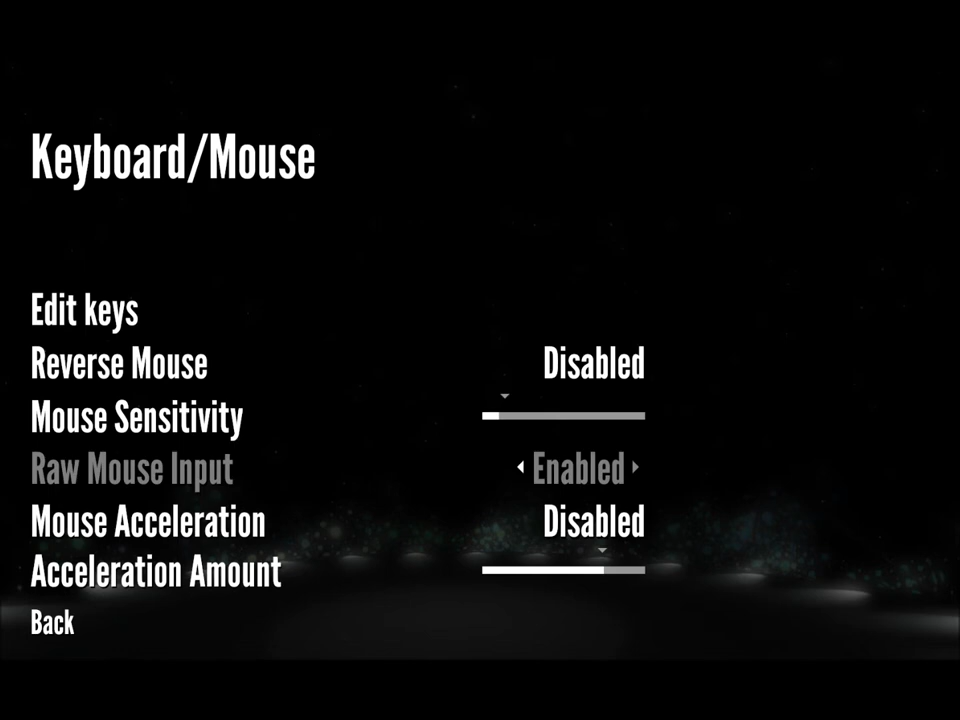 Keyboard/Mouse
Edit keys
Reverse Mouse Disabled
Mouse Sensitivity
Raw Mouse Input Enabled
Mouse Acceleration Disabled
Acceleration Amount
Back